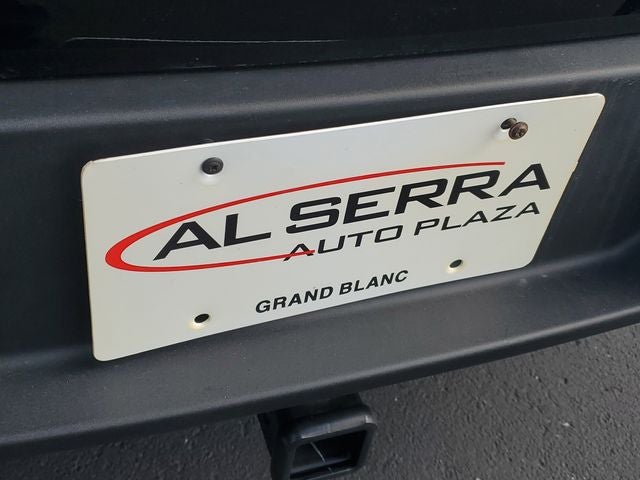 AL SERRA
AUTO PLAZA
GRAND BLANC